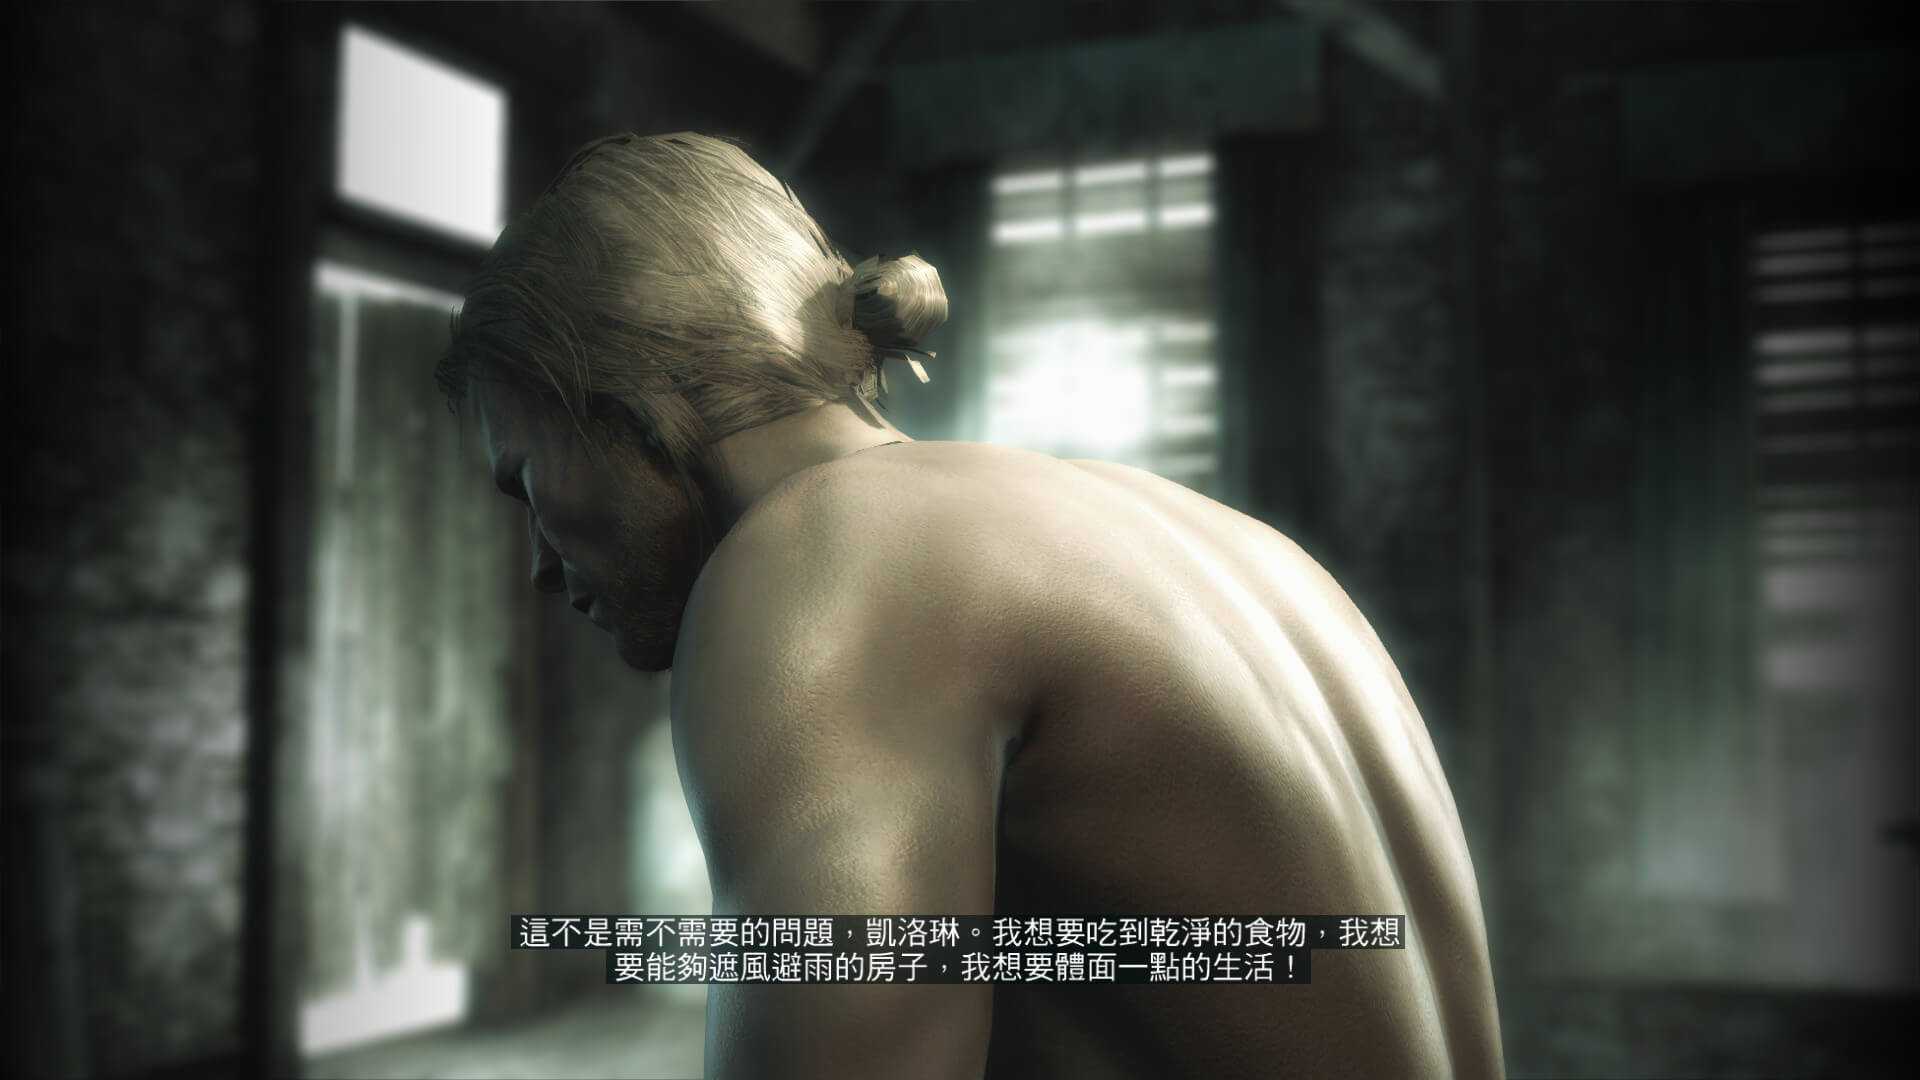 這不是需不需要的問題，凱洛琳。我想要吃到乾淨的食物，我想
要能夠遮風避雨的房子，我想要體面一點的生活！